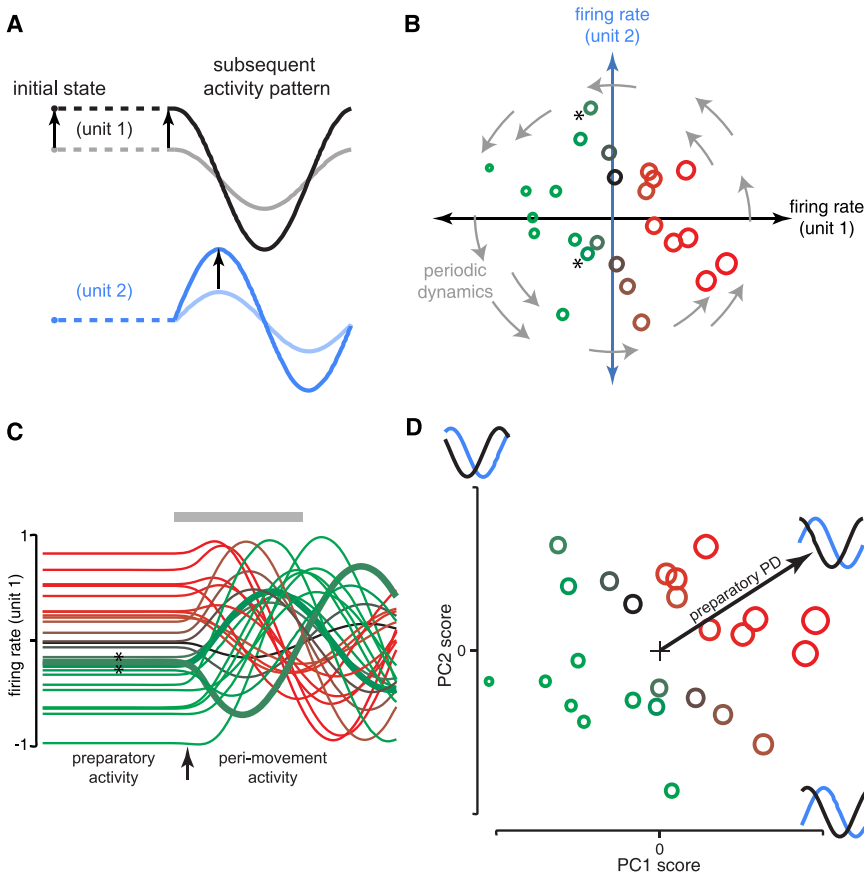 A
initial state
subsequent
activity pattern
(unit 1)
(unit 2)
B
firing rate
(unit 2)
*
firing rate
(unit 1)
periodic
dynamics
*
C
1
0
-1
firing rate (unit 1)
*
*
preparatory
activity
peri-movement
activity
D
PC2 score
0
preparatory PD
0
PC1 score